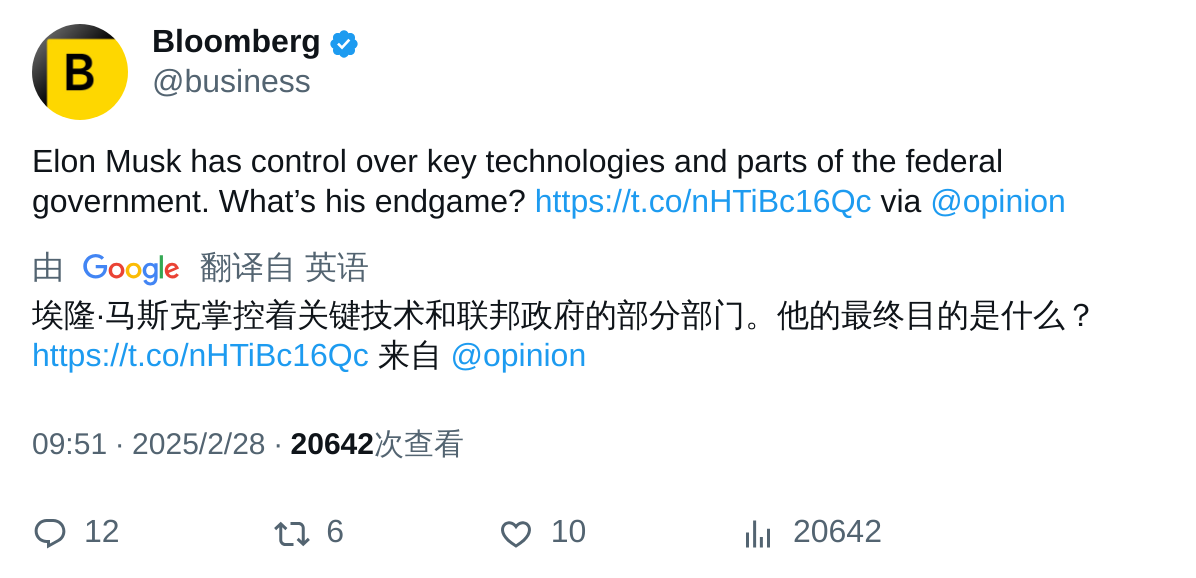 B
Bloomberg
@business
Elon Musk has control over key technologies and parts of the federal
government. What’s his endgame? https://t.co/nHTiBc16Qc via @opinion
由 Google 翻译自 英语
埃隆·马斯克掌控着关键技术和联邦政府的部分部门。他的最终目的是什么？
https://t.co/nHTiBc16Qc 来自 @opinion
09:51 · 2025/2/28 · 20642次查看
12 6 10 20642